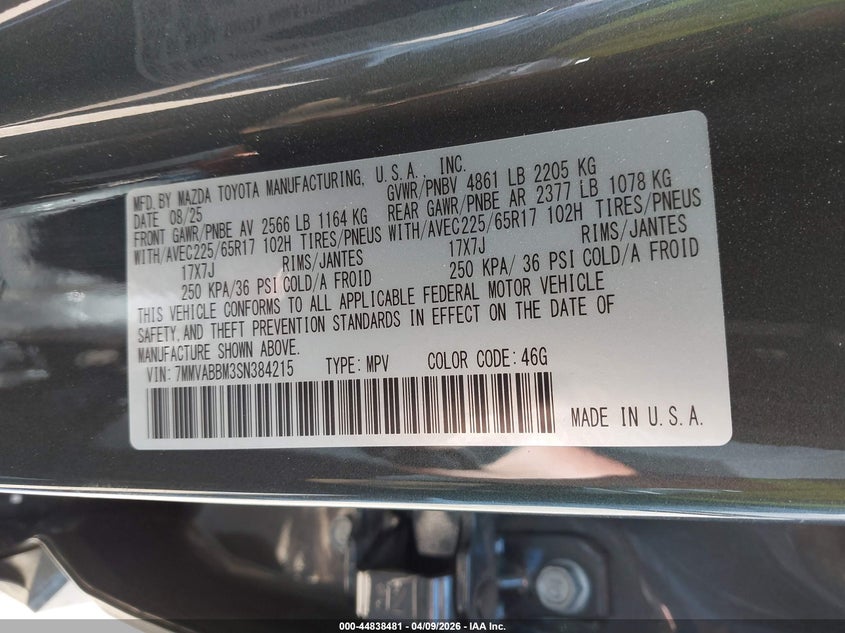 MFD. BY MAZDA TOYOTA MANUFACTURING, U.S.A., INC.
DATE 08/25 GVWR/PNBV 4861 LB 2205 KG
FRONT GAWR/PNBE AV 2566 LB 1164 KG REAR GAWR/PNBE AR 2377 LB 1078 KG
WITH/AVEC225/65R17 102H TIRES/PNEUS WITH/AVEC225/65R17 102H TIRES/PNEUS
17X7J RIMS/JANTES 17X7J RIMS/JANTES
250 KPA/36 PSI COLD/A FROID 250 KPA/ 36 PSI COLD/A FROID
THIS VEHICLE CONFORMS TO ALL APPLICABLE FEDERAL MOTOR VEHICLE
SAFETY, AND THEFT PREVENTION STANDARDS IN EFFECT ON THE DATE OF
MANUFACTURE SHOWN ABOVE.
VIN: 7MMVABBM3SN384215 TYPE: MPV COLOR CODE: 46G
MADE IN U.S.A.
000-44838481 - 04/09/2026 - IAA Inc.